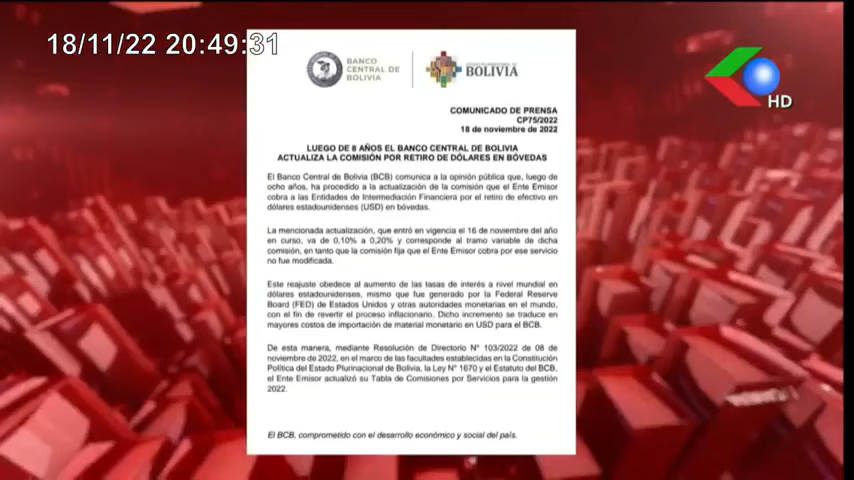 18/11/22 20:49:31
BANCO
CENTRAL DE
BOLIVIA
BOLIVIA
HD
COMUNICADO DE PRENSA
CP75/2022
18 de noviembre de 2022
LUEGO DE 8 AÑOS EL BANCO CENTRAL DE BOLIVIA
ACTUALIZA LA COMISIÓN POR RETIRO DE DÓLARES EN BÓVEDAS
El Banco Central de Bolivia (BCB) comunica a la opinión pública que, luego de
ocho años, ha procedido a la actualización de la comisión que el Ente Emisor
cobra a las Entidades de Intermediación Financiera por el retiro de efectivo en
dólares estadounidenses (USD) en bóvedas.
La mencionada actualización, que entró en vigencia el 16 de noviembre del año
en curso, va de 0,10% a 0,20% y corresponde al tramo variable de dicha
comisión, en tanto que la comisión fija que el Ente Emisor cobra por ese servicio
no fue modificada.
Este reajuste obedece al aumento de las tasas de interés a nivel mundial en
dólares estadounidenses, mismo que fue generado por la Federal Reserve
Board (FED) de Estados Unidos y otras autoridades monetarias en el mundo,
con el fin de revertir el proceso inflacionario. Dicho incremento se traduce en
mayores costos de importación de material monetario en USD para el BCB.
De esta manera, mediante Resolución de Directorio N° 103/2022 de 08 de
noviembre de 2022, en el marco de las facultades establecidas en la Constitución
Política del Estado Plurinacional de Bolivia, la Ley N° 1670 y el Estatuto del BCB,
el Ente Emisor actualizó su Tabla de Comisiones por Servicios para la gestión
2022.
El BCB, comprometido con el desarrollo económico y social del país.